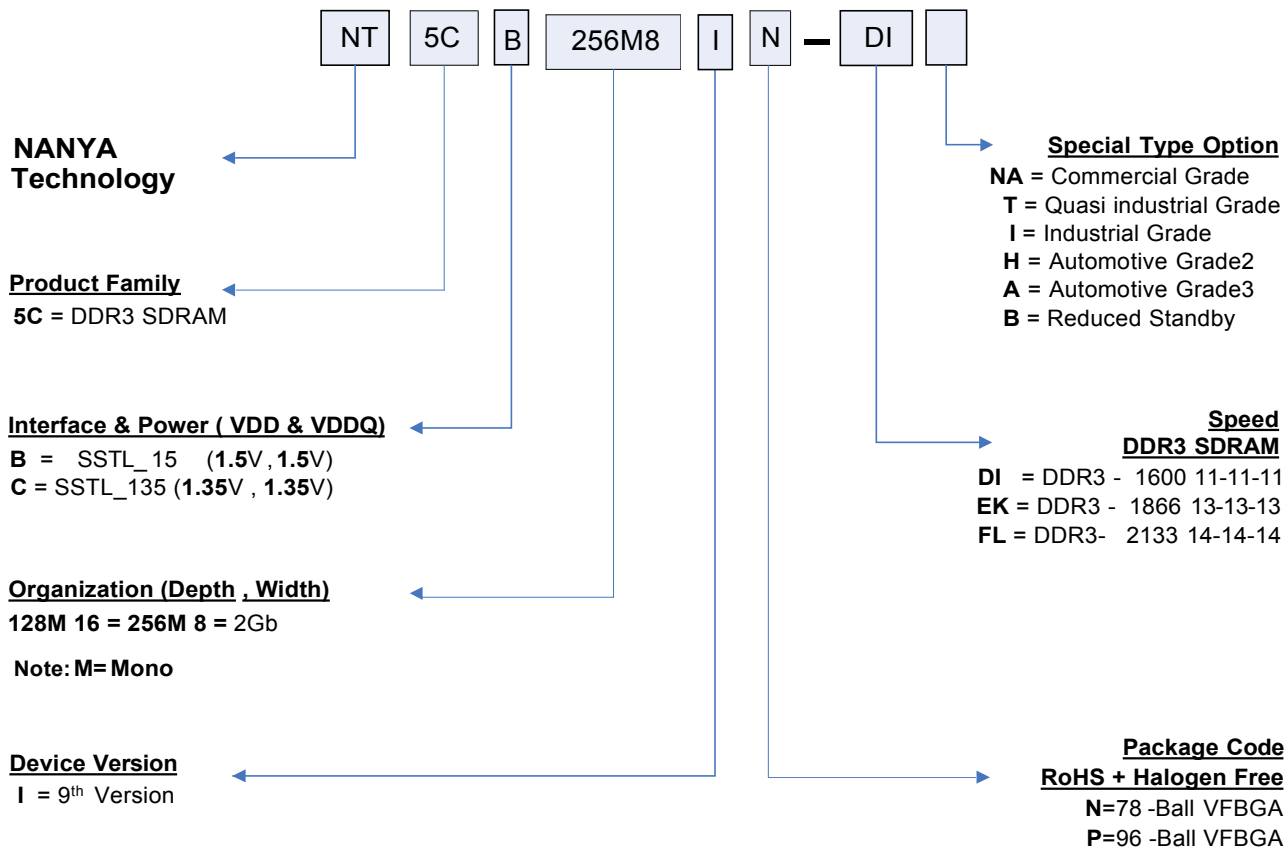 NT 5C B 256M8 I N – DI
NANYA
Technology
Product Family
5C = DDR3 SDRAM
Interface & Power ( VDD & VDDQ)
B = SSTL_15 (1.5V , 1.5V)
C = SSTL_135 (1.35V , 1.35V)
Organization (Depth , Width)
128M 16 = 256M 8 = 2Gb
Note: M= Mono
Device Version
I = 9th Version
Special Type Option
NA = Commercial Grade
T = Quasi industrial Grade
I = Industrial Grade
H = Automotive Grade2
A = Automotive Grade3
B = Reduced Standby
Speed
DDR3 SDRAM
DI = DDR3 - 1600 11-11-11
EK = DDR3 - 1866 13-13-13
FL = DDR3- 2133 14-14-14
Package Code
RoHS + Halogen Free
N=78 -Ball VFBGA
P=96 -Ball VFBGA